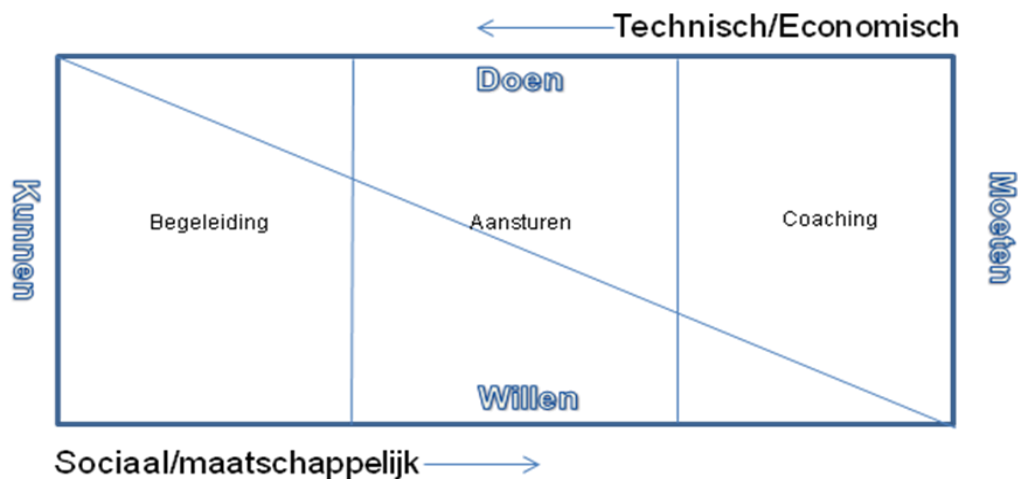 Technisch/Economisch
Doen
Kunnen
Begeleiding
Aansturen
Coaching
Moeten
Willen
Sociaal/maatschappelijk